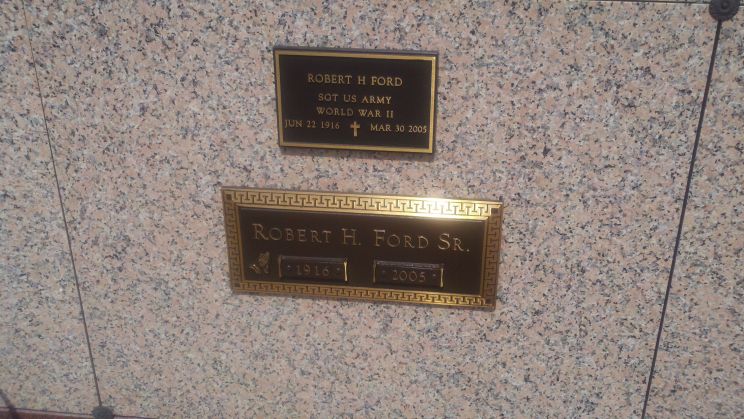 ROBERT H FORD
SGT US ARMY
WORLD WAR II
JUN 22 1916 MAR 30 2005
ROBERT H. FORD SR.
1916 2005